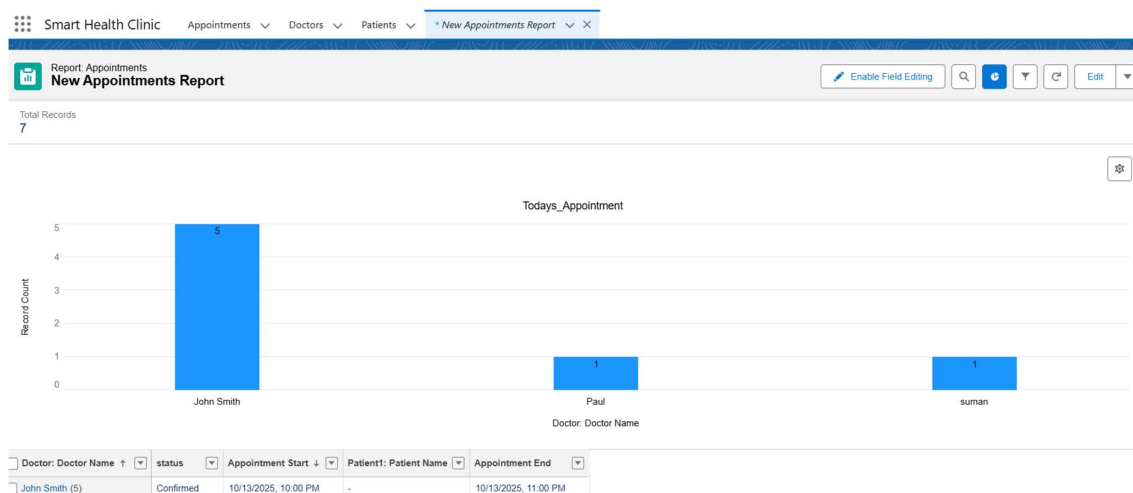 Smart Health Clinic Appointments Doctors Patients * New Appointments Report
Report: Appointments
New Appointments Report
Enable Field Editing Edit
Total Records
7
Todays_Appointment
5
4
3
2
1
0
Record Count
5
1
1
John Smith Paul suman
Doctor: Doctor Name
Doctor: Doctor Name ↑ status Appointment Start ↓ Patient1: Patient Name Appointment End
John Smith (5) Confirmed 10/13/2025, 10:00 PM - 10/13/2025, 11:00 PM